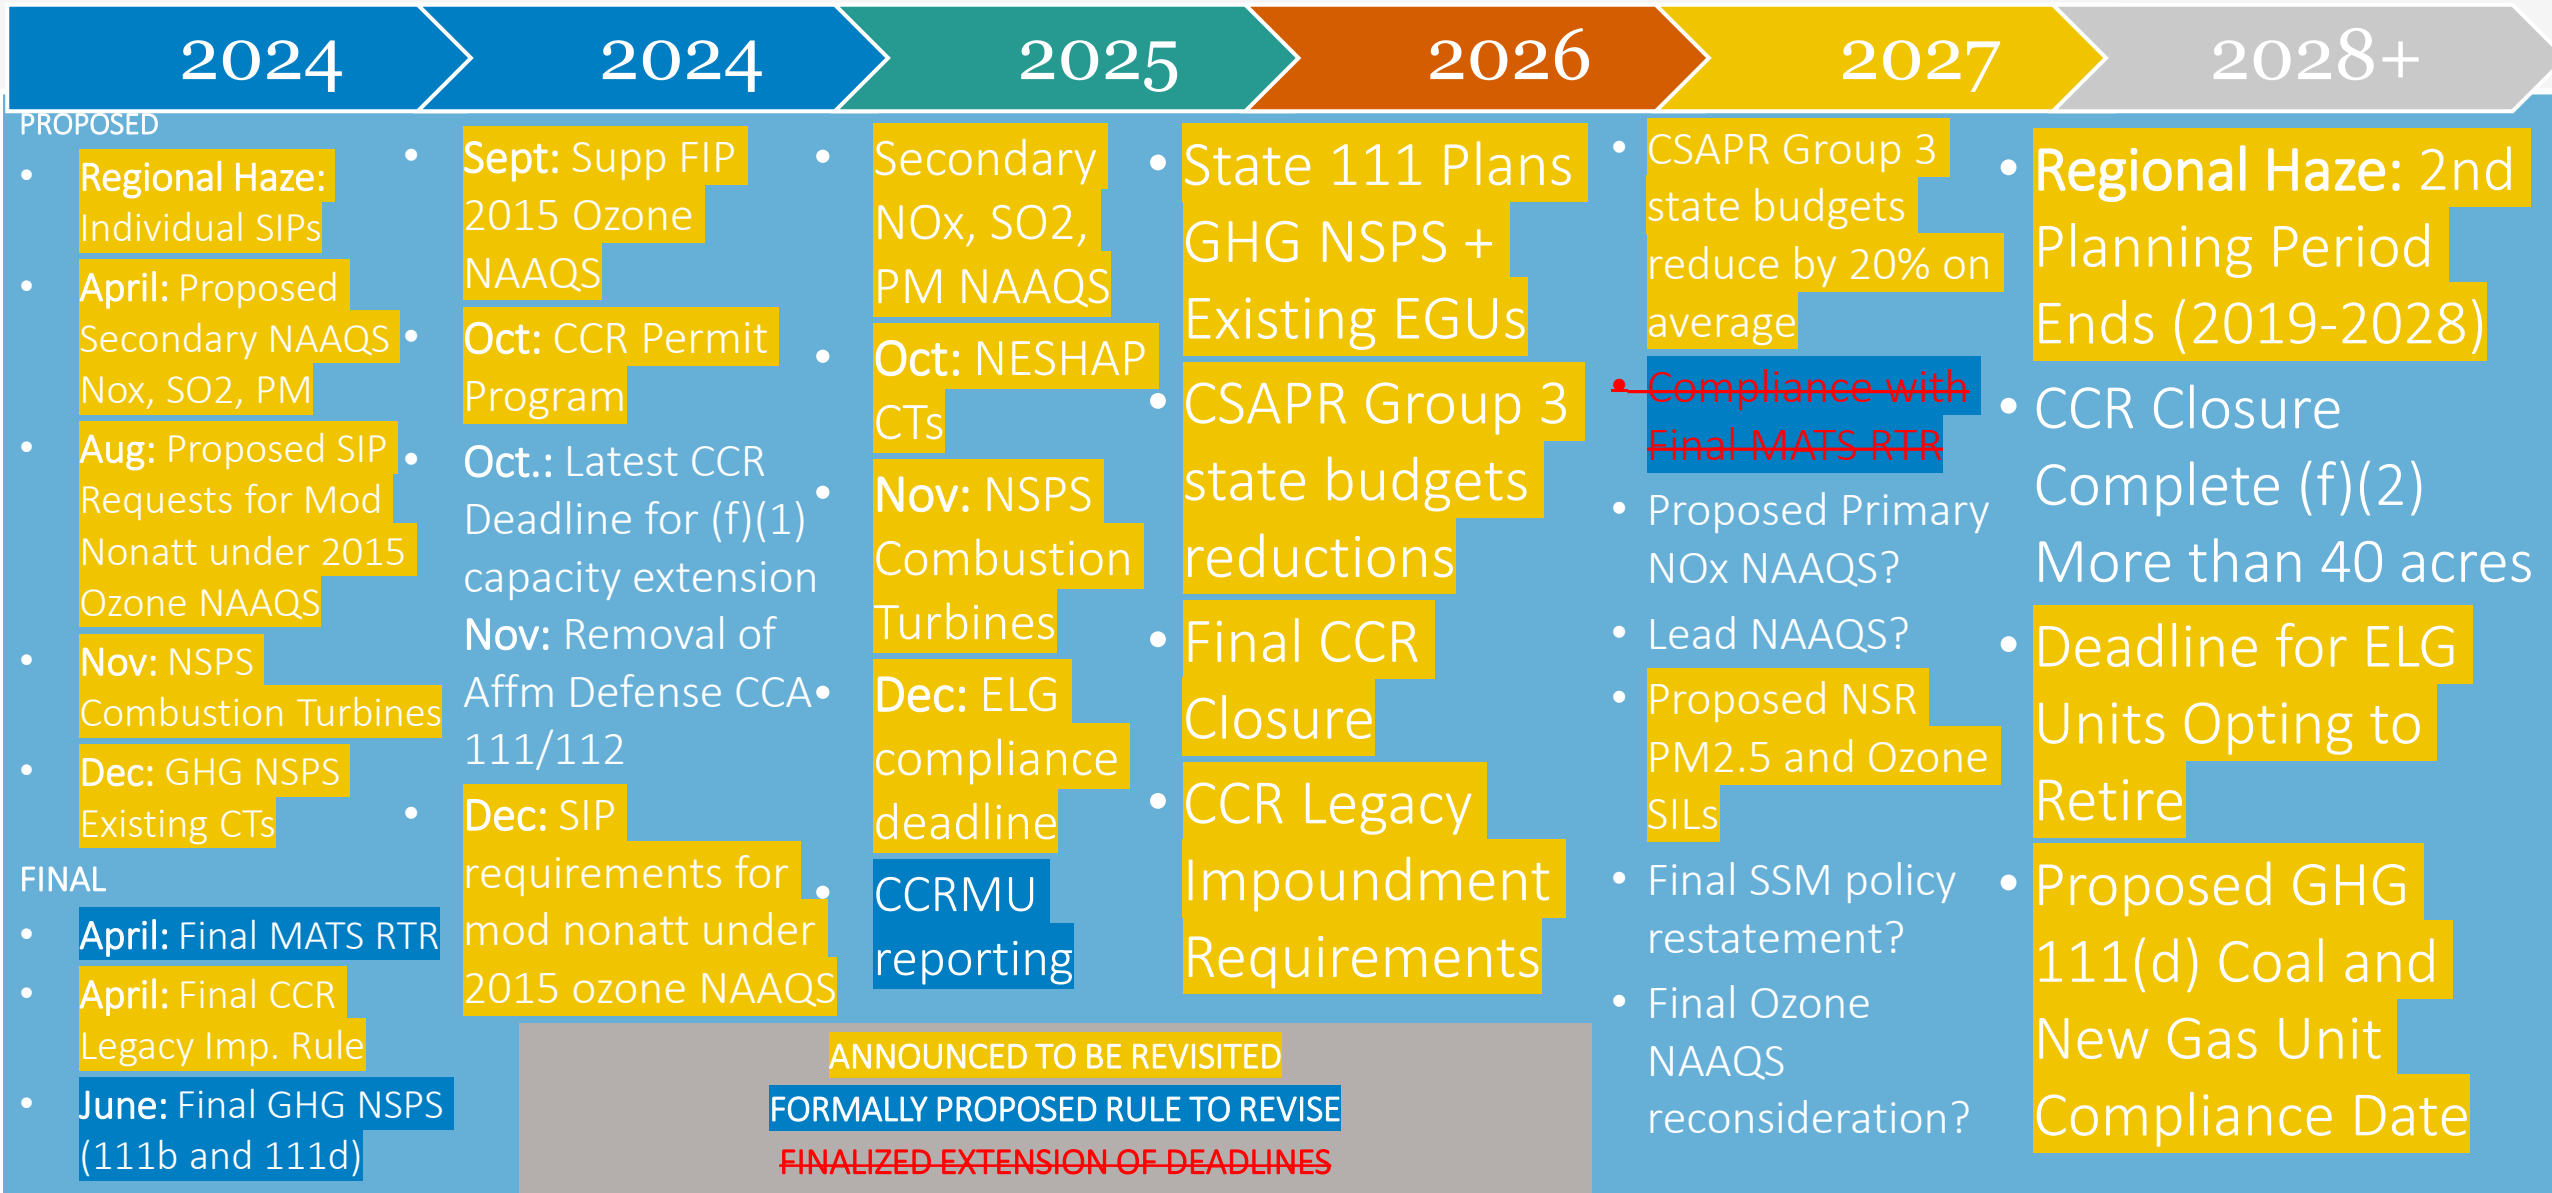 2024
2024
2025
2026
2027
2028+
PROPOSED
• Regional Haze:
Individual SIPs
• April: Proposed
Secondary NAAQS
Nox, SO2, PM
• Aug: Proposed SIP
Requests for Mod
Nonatt under 2015
Ozone NAAQS
• Nov: NSPS
Combustion Turbines
• Dec: GHG NSPS
Existing CTs
FINAL
• April: Final MATS RTR
• April: Final CCR
Legacy Imp. Rule
• June: Final GHG NSPS
(111b and 111d)
• Sept: Supp FIP
2015 Ozone
NAAQS
• Oct: CCR Permit
Program
• Oct.: Latest CCR
Deadline for (f)(1)
capacity extension
Nov: Removal of
Affm Defense CCA
111/112
• Dec: SIP
requirements for
mod nonatt under
2015 ozone NAAQS
• Secondary
NOx, SO2,
PM NAAQS
• Oct: NESHAP
CTs
• Nov: NSPS
Combustion
Turbines
• Dec: ELG
compliance
deadline
• CCRMU
reporting
• State 111 Plans
GHG NSPS +
Existing EGUs
• CSAPR Group 3
state budgets
reductions
• Final CCR
Closure
• CCR Legacy
Impoundment
Requirements
• CSAPR Group 3
state budgets
reduce by 20% on
average
• Compliance with
Final MATS RTR
• Proposed Primary
NOx NAAQS?
• Lead NAAQS?
• Proposed NSR
PM2.5 and Ozone
SILs
• Final SSM policy
restatement?
• Final Ozone
NAAQS
reconsideration?
• Regional Haze: 2nd
Planning Period
Ends (2019-2028)
• CCR Closure
Complete (f)(2)
More than 40 acres
• Deadline for ELG
Units Opting to
Retire
• Proposed GHG
111(d) Coal and
New Gas Unit
Compliance Date
ANNOUNCED TO BE REVISITED
FORMALLY PROPOSED RULE TO REVISE
FINALIZED EXTENSION OF DEADLINES